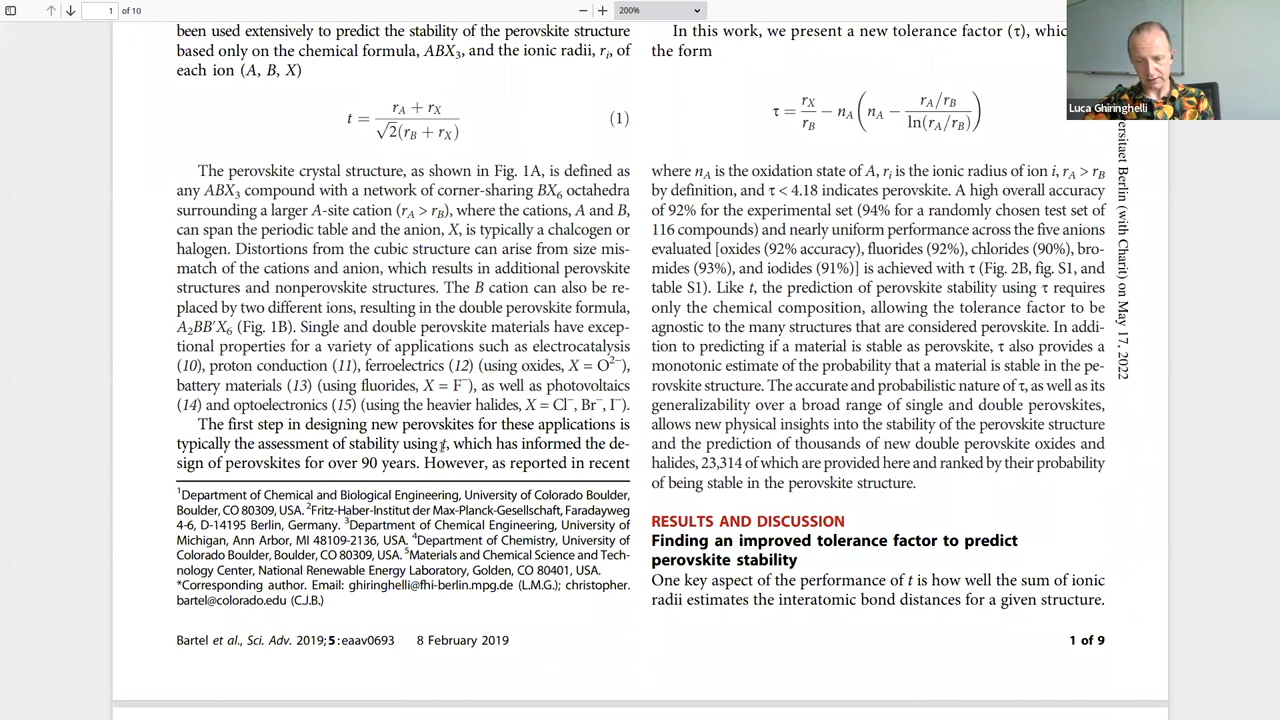 1
of 10
200%
been used extensively to predict the stability of the perovskite structure
based only on the chemical formula, ABX3, and the ionic radii, ri, of
each ion (A, B, X)
t = rA + rX / √2(rB + rX) (1)
The perovskite crystal structure, as shown in Fig. 1A, is defined as
any ABX3 compound with a network of corner-sharing BX6 octahedra
surrounding a larger A-site cation (rA > rB), where the cations, A and B,
can span the periodic table and the anion, X, is typically a chalcogen or
halogen. Distortions from the cubic structure can arise from size mis-
match of the cations and anion, which results in additional perovskite
structures and nonperovskite structures. The B cation can also be re-
placed by two different ions, resulting in the double perovskite formula,
A2BB′X6 (Fig. 1B). Single and double perovskite materials have excep-
tional properties for a variety of applications such as electrocatalysis
(10), proton conduction (11), ferroelectrics (12) (using oxides, X = O2−),
battery materials (13) (using fluorides, X = F−), as well as photovoltaics
(14) and optoelectronics (15) (using the heavier halides, X = Cl−, Br−, I−).
The first step in designing new perovskites for these applications is
typically the assessment of stability using t, which has informed the de-
sign of perovskites for over 90 years. However, as reported in recent
1Department of Chemical and Biological Engineering, University of Colorado Boulder,
Boulder, CO 80309, USA. 2Fritz-Haber-Institut der Max-Planck-Gesellschaft, Faradayweg
4-6, D-14195 Berlin, Germany. 3Department of Chemical Engineering, University of
Michigan, Ann Arbor, MI 48109-2136, USA. 4Department of Chemistry, University of
Colorado Boulder, Boulder, CO 80309, USA. 5Materials and Chemical Science and Tech-
nology Center, National Renewable Energy Laboratory, Golden, CO 80401, USA.
*Corresponding author. Email: ghiringhelli@fhi-berlin.mpg.de (L.M.G.); christopher.
bartel@colorado.edu (C.J.B.)
In this work, we present a new tolerance factor (τ), whic
the form
τ = rX/rB − nA(nA − rA/rB / ln(rA/rB))
where nA is the oxidation state of A, ri is the ionic radius of ion i, rA > rB
by definition, and τ < 4.18 indicates perovskite. A high overall accuracy
of 92% for the experimental set (94% for a randomly chosen test set of
116 compounds) and nearly uniform performance across the five anions
evaluated [oxides (92% accuracy), fluorides (92%), chlorides (90%), bro-
mides (93%), and iodides (91%)] is achieved with τ (Fig. 2B, fig. S1, and
table S1). Like t, the prediction of perovskite stability using τ requires
only the chemical composition, allowing the tolerance factor to be
agnostic to the many structures that are considered perovskite. In addi-
tion to predicting if a material is stable as perovskite, τ also provides a
monotonic estimate of the probability that a material is stable in the pe-
rovskite structure. The accurate and probabilistic nature of τ, as well as its
generalizability over a broad range of single and double perovskites,
allows new physical insights into the stability of the perovskite structure
and the prediction of thousands of new double perovskite oxides and
halides, 23,314 of which are provided here and ranked by their probability
of being stable in the perovskite structure.
RESULTS AND DISCUSSION
Finding an improved tolerance factor to predict
perovskite stability
One key aspect of the performance of t is how well the sum of ionic
radii estimates the interatomic bond distances for a given structure.
Bartel et al., Sci. Adv. 2019;5:eaav0693 8 February 2019
1 of 9
ersitaet Berlin (with Charit) on May 17, 2022
Luca Ghiringhelli